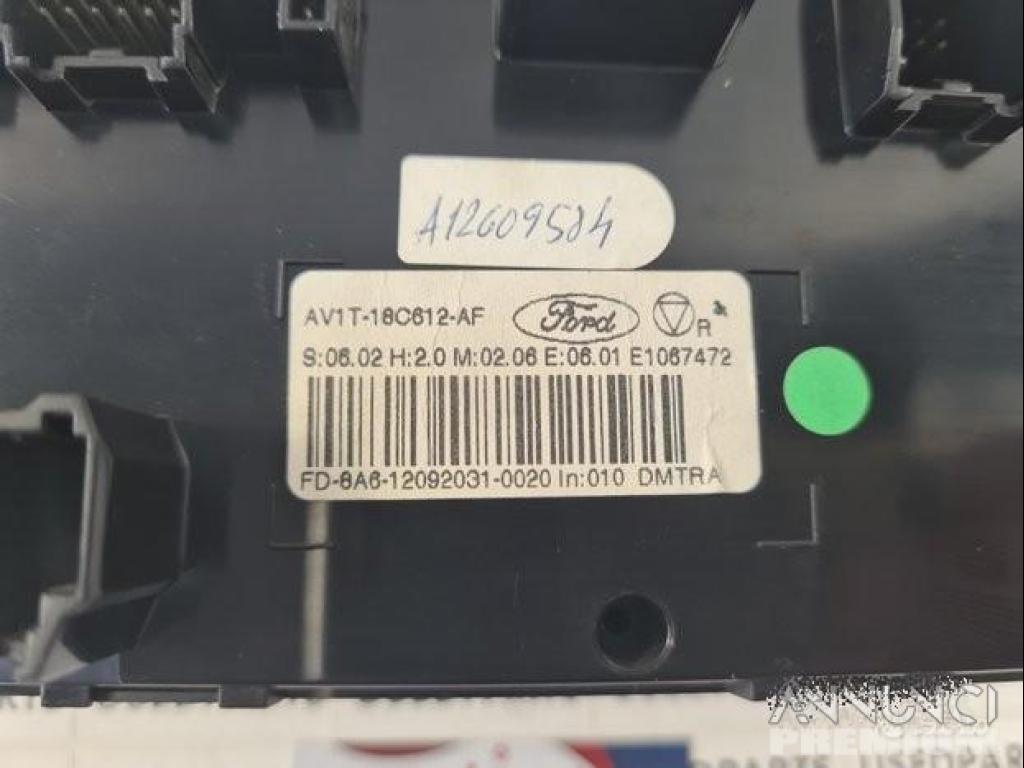 A12609584
AV1T-18C612-AF Ford R
S:06.02 H:2.0 M:02.06 E:06.01 E1067472
FD-8A6-12092031-0020 In:010 DMTRA
ANNUNCI
USEDPAR